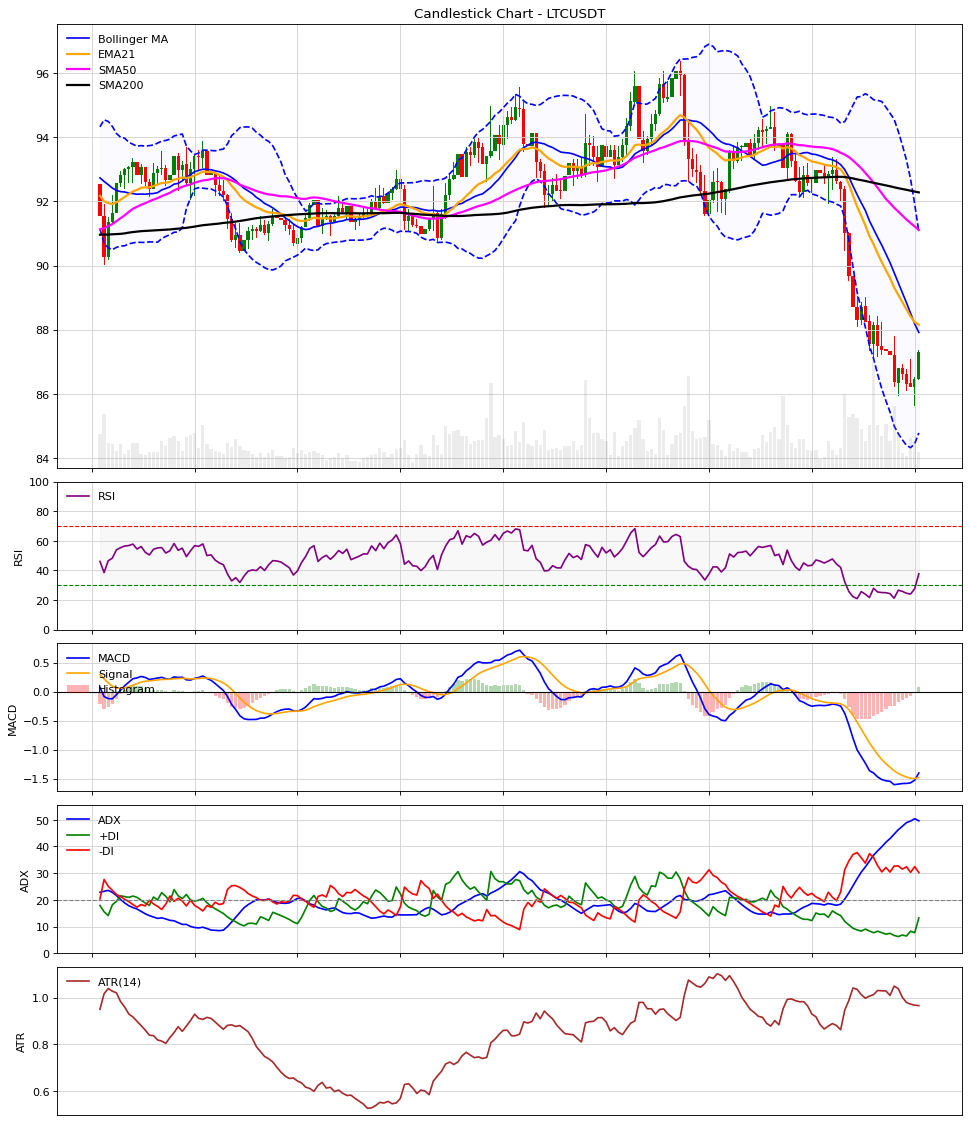 Candlestick Chart - LTCUSDT
Bollinger MA
EMA21
SMA50
SMA200
96
94
92
90
88
86
84
RSI
RSI
100
80
60
40
20
0
MACD
Signal
Histogram
MACD
0.5
0.0
−0.5
−1.0
−1.5
ADX
+DI
-DI
ADX
50
40
30
20
10
0
ATR(14)
ATR
1.0
0.8
0.6